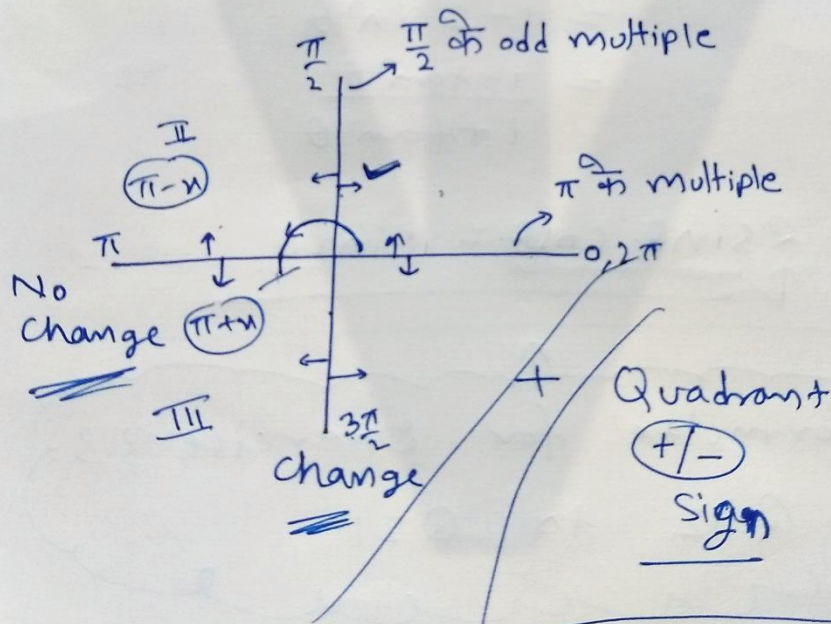 π/2
π/2 के odd multiple
II
π-x
π के multiple
π
0, 2π
No
change
π+x
III
3π/2
change
+
Quadrant
+/-
Sign